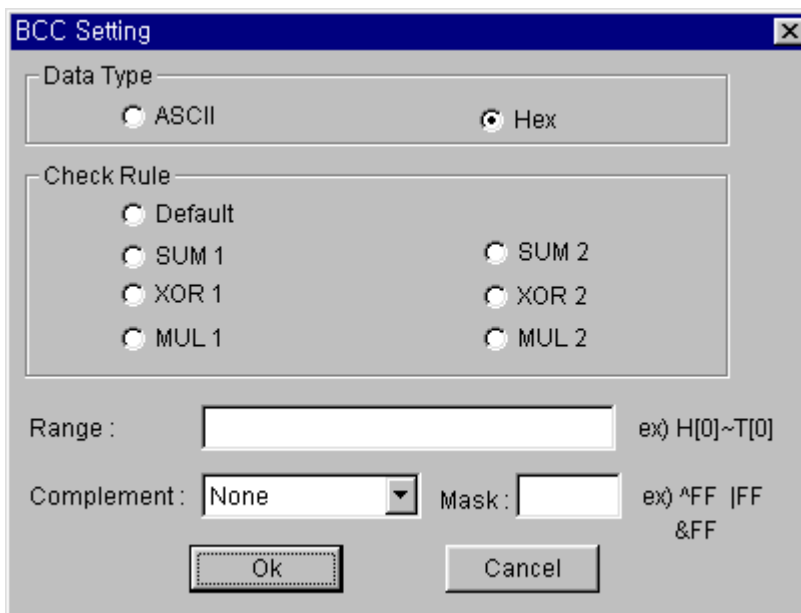 BCC Setting
Data Type
ASCII Hex
Check Rule
Default
SUM 1 SUM 2
XOR 1 XOR 2
MUL 1 MUL 2
Range : ex) H[0]~T[0]
Complement : None Mask : ex) ^FF |FF
&FF
Ok Cancel